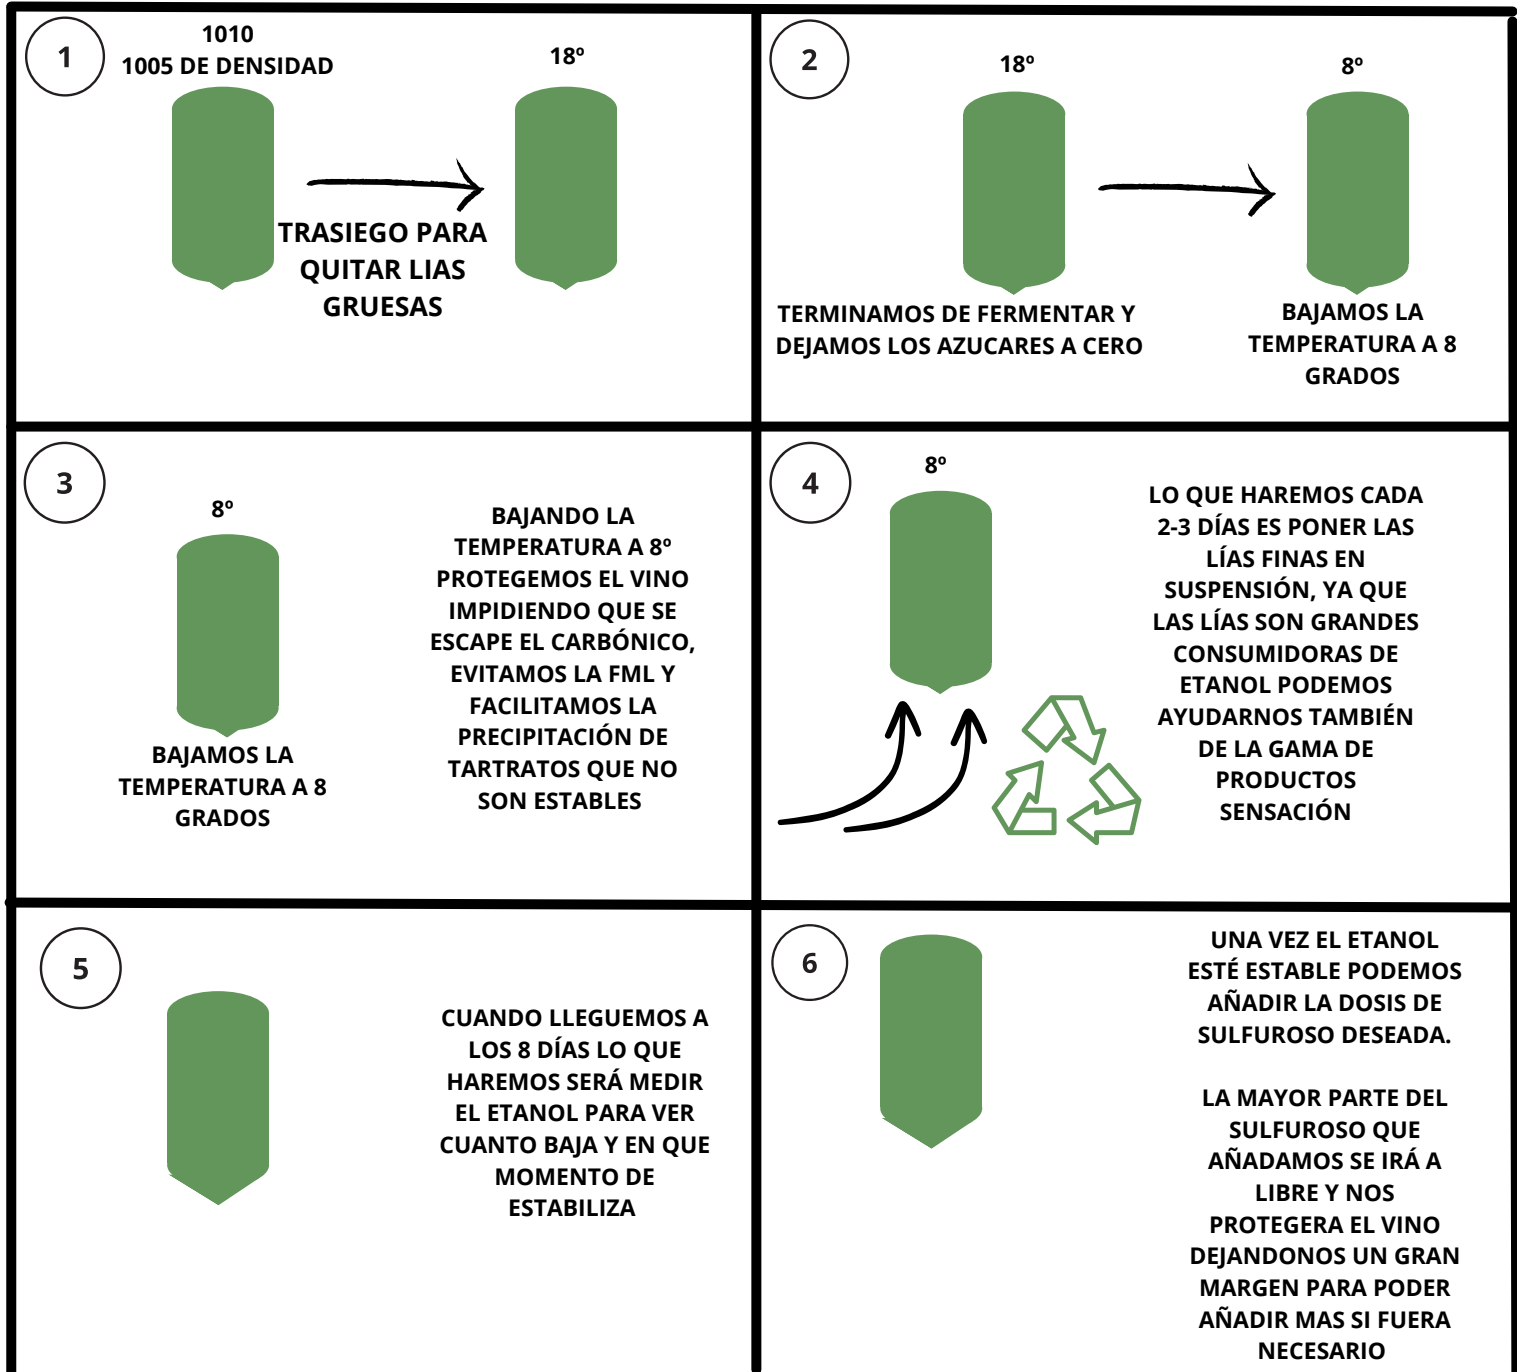 1
1010
1005 DE DENSIDAD
18º
TRASIEGO PARA
QUITAR LIAS
GRUESAS
2
18º
8º
TERMINAMOS DE FERMENTAR Y
DEJAMOS LOS AZUCARES A CERO
BAJAMOS LA
TEMPERATURA A 8
GRADOS
3
8º
BAJAMOS LA
TEMPERATURA A 8
GRADOS
BAJANDO LA
TEMPERATURA A 8º
PROTEGEMOS EL VINO
IMPIDIENDO QUE SE
ESCAPE EL CARBÓNICO,
EVITAMOS LA FML Y
FACILITAMOS LA
PRECIPITACIÓN DE
TARTRATOS QUE NO
SON ESTABLES
4
8º
LO QUE HAREMOS CADA
2-3 DÍAS ES PONER LAS
LÍAS FINAS EN
SUSPENSIÓN, YA QUE
LAS LÍAS SON GRANDES
CONSUMIDORAS DE
ETANOL PODEMOS
AYUDARNOS TAMBIÉN
DE LA GAMA DE
PRODUCTOS
SENSACIÓN
5
CUANDO LLEGUEMOS A
LOS 8 DÍAS LO QUE
HAREMOS SERÁ MEDIR
EL ETANOL PARA VER
CUANTO BAJA Y EN QUE
MOMENTO DE
ESTABILIZA
6
UNA VEZ EL ETANOL
ESTÉ ESTABLE PODEMOS
AÑADIR LA DOSIS DE
SULFUROSO DESEADA.
LA MAYOR PARTE DEL
SULFUROSO QUE
AÑADAMOS SE IRÁ A
LIBRE Y NOS
PROTEGERA EL VINO
DEJANDONOS UN GRAN
MARGEN PARA PODER
AÑADIR MAS SI FUERA
NECESARIO